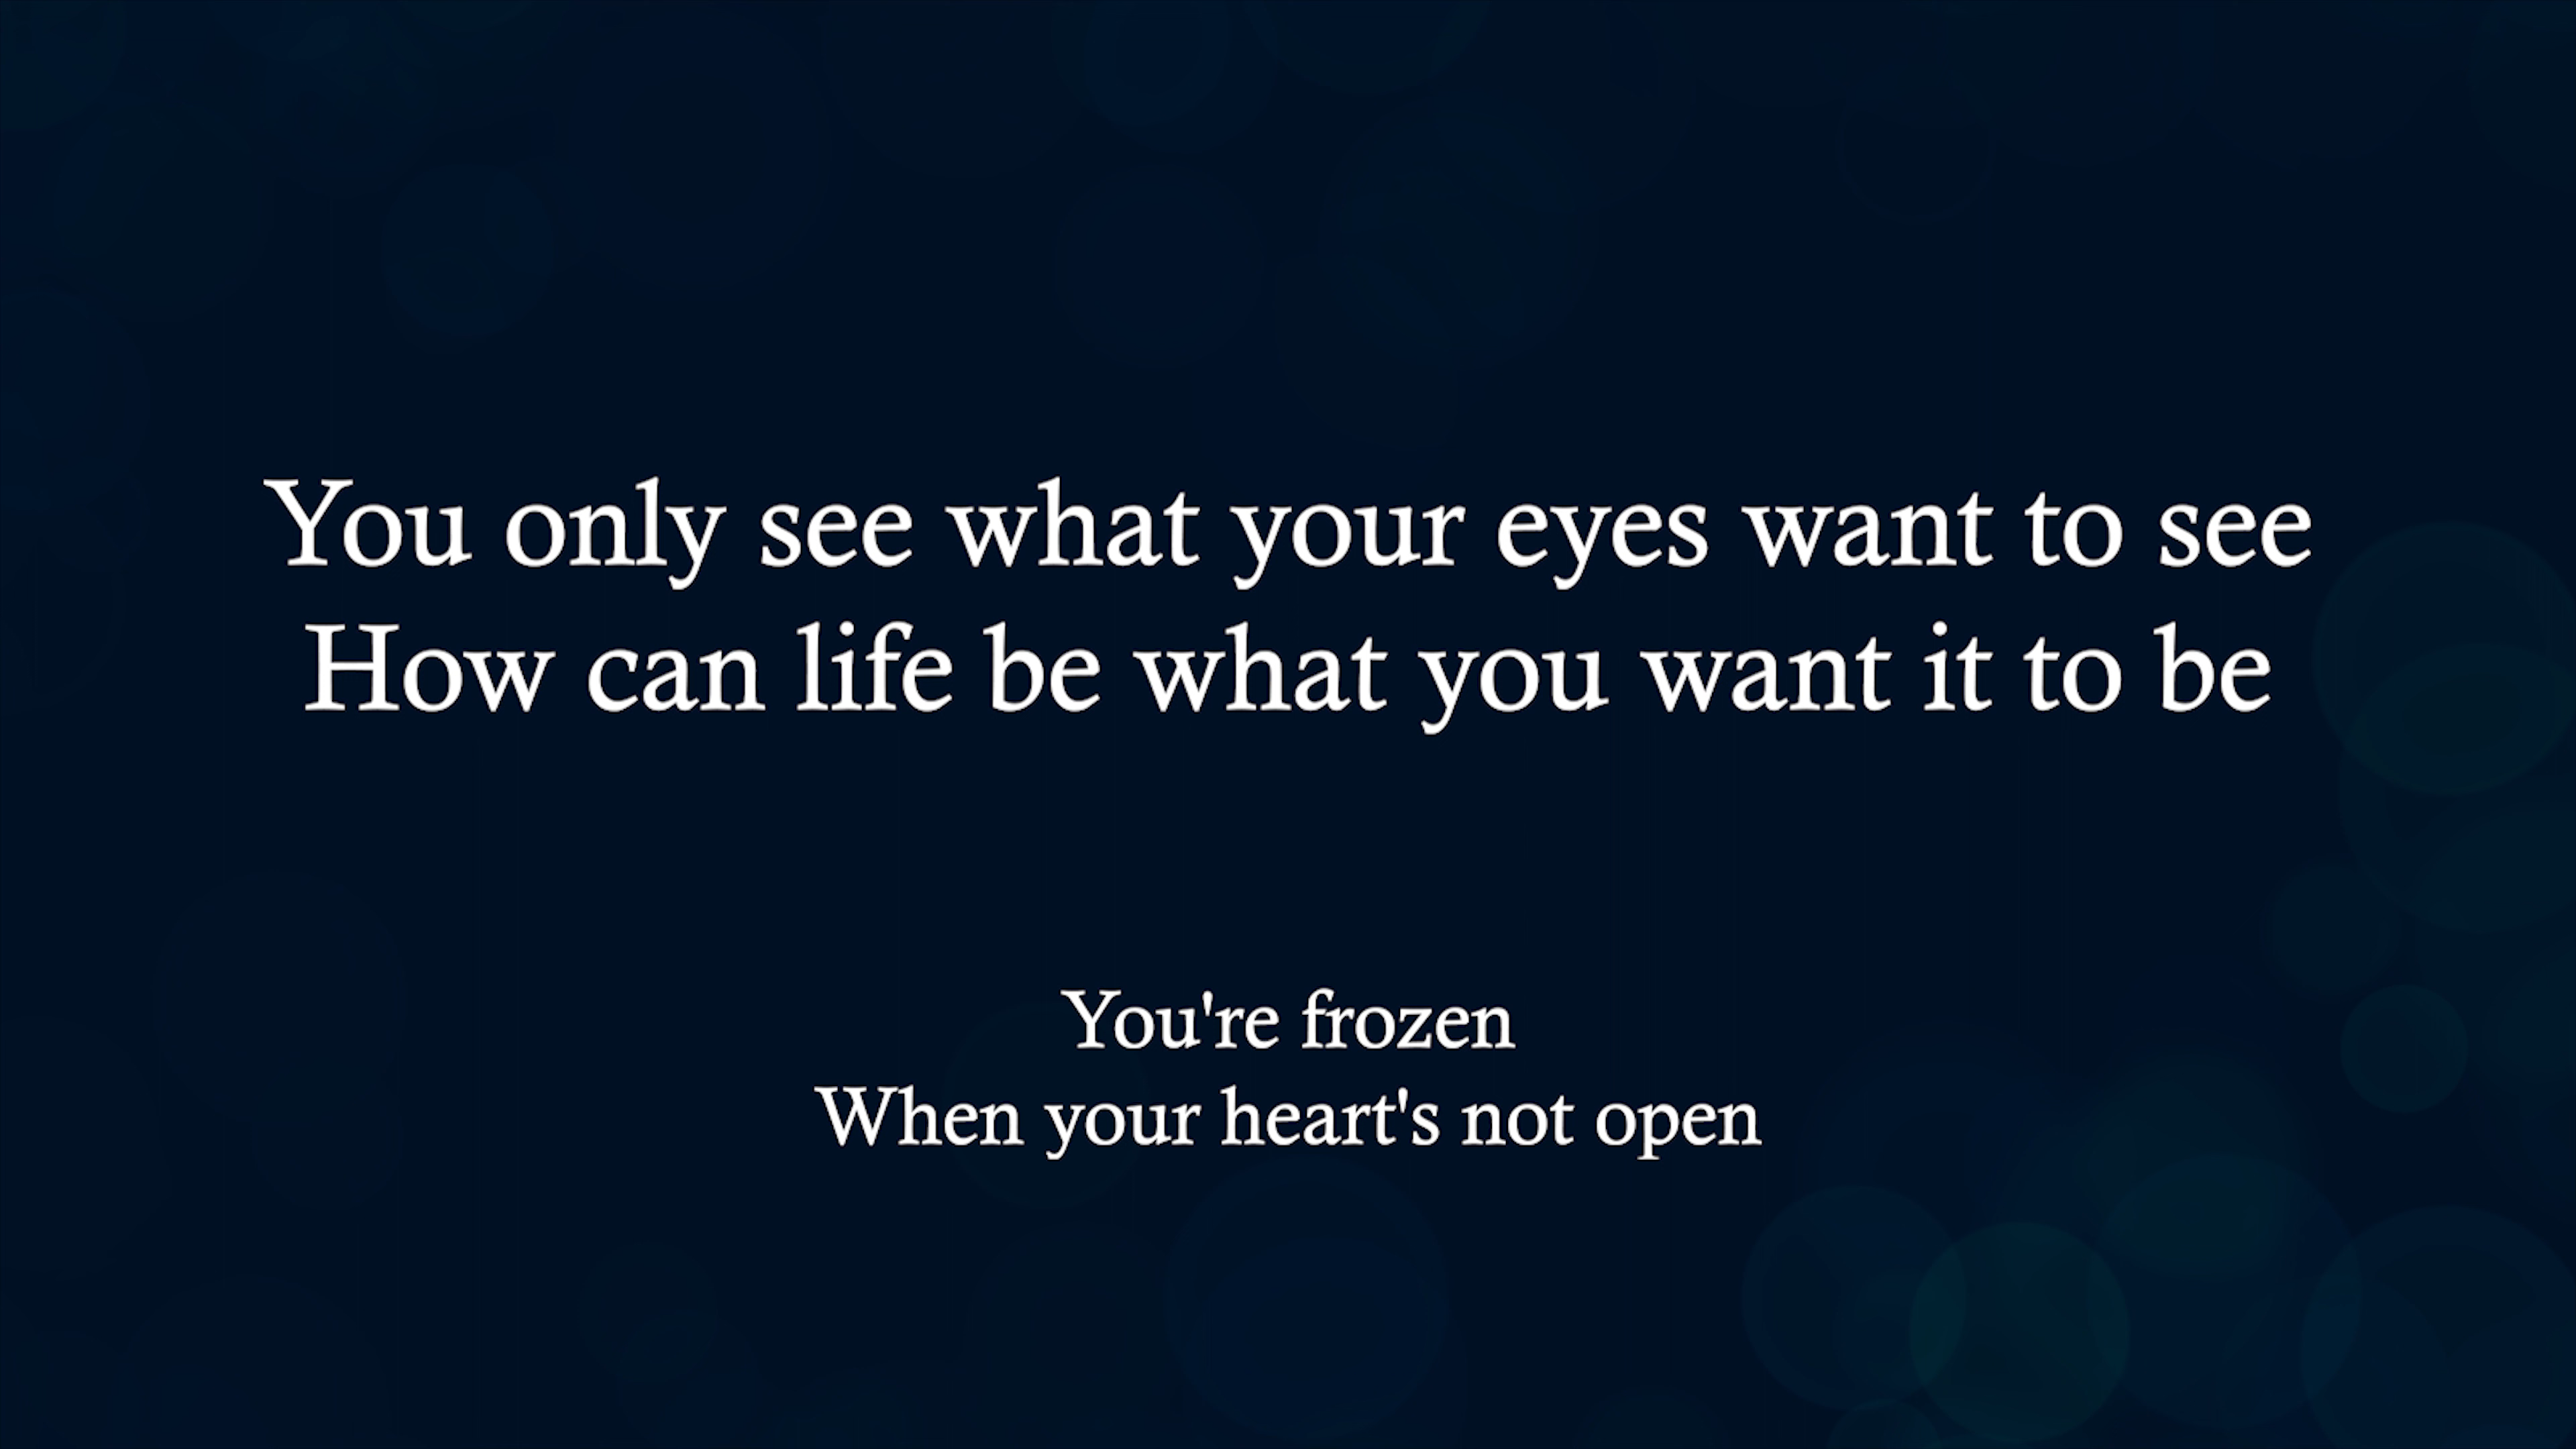 You only see what your eyes want to see
How can life be what you want it to be
You're frozen
When your heart's not open